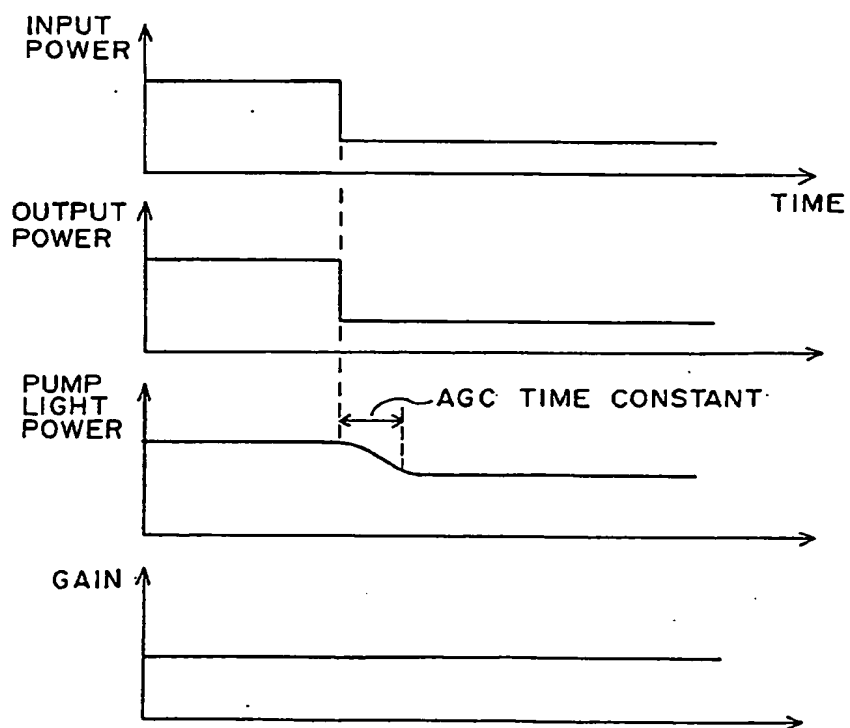 INPUT
POWER
TIME
OUTPUT
POWER
PUMP
LIGHT
POWER
AGC TIME CONSTANT
GAIN